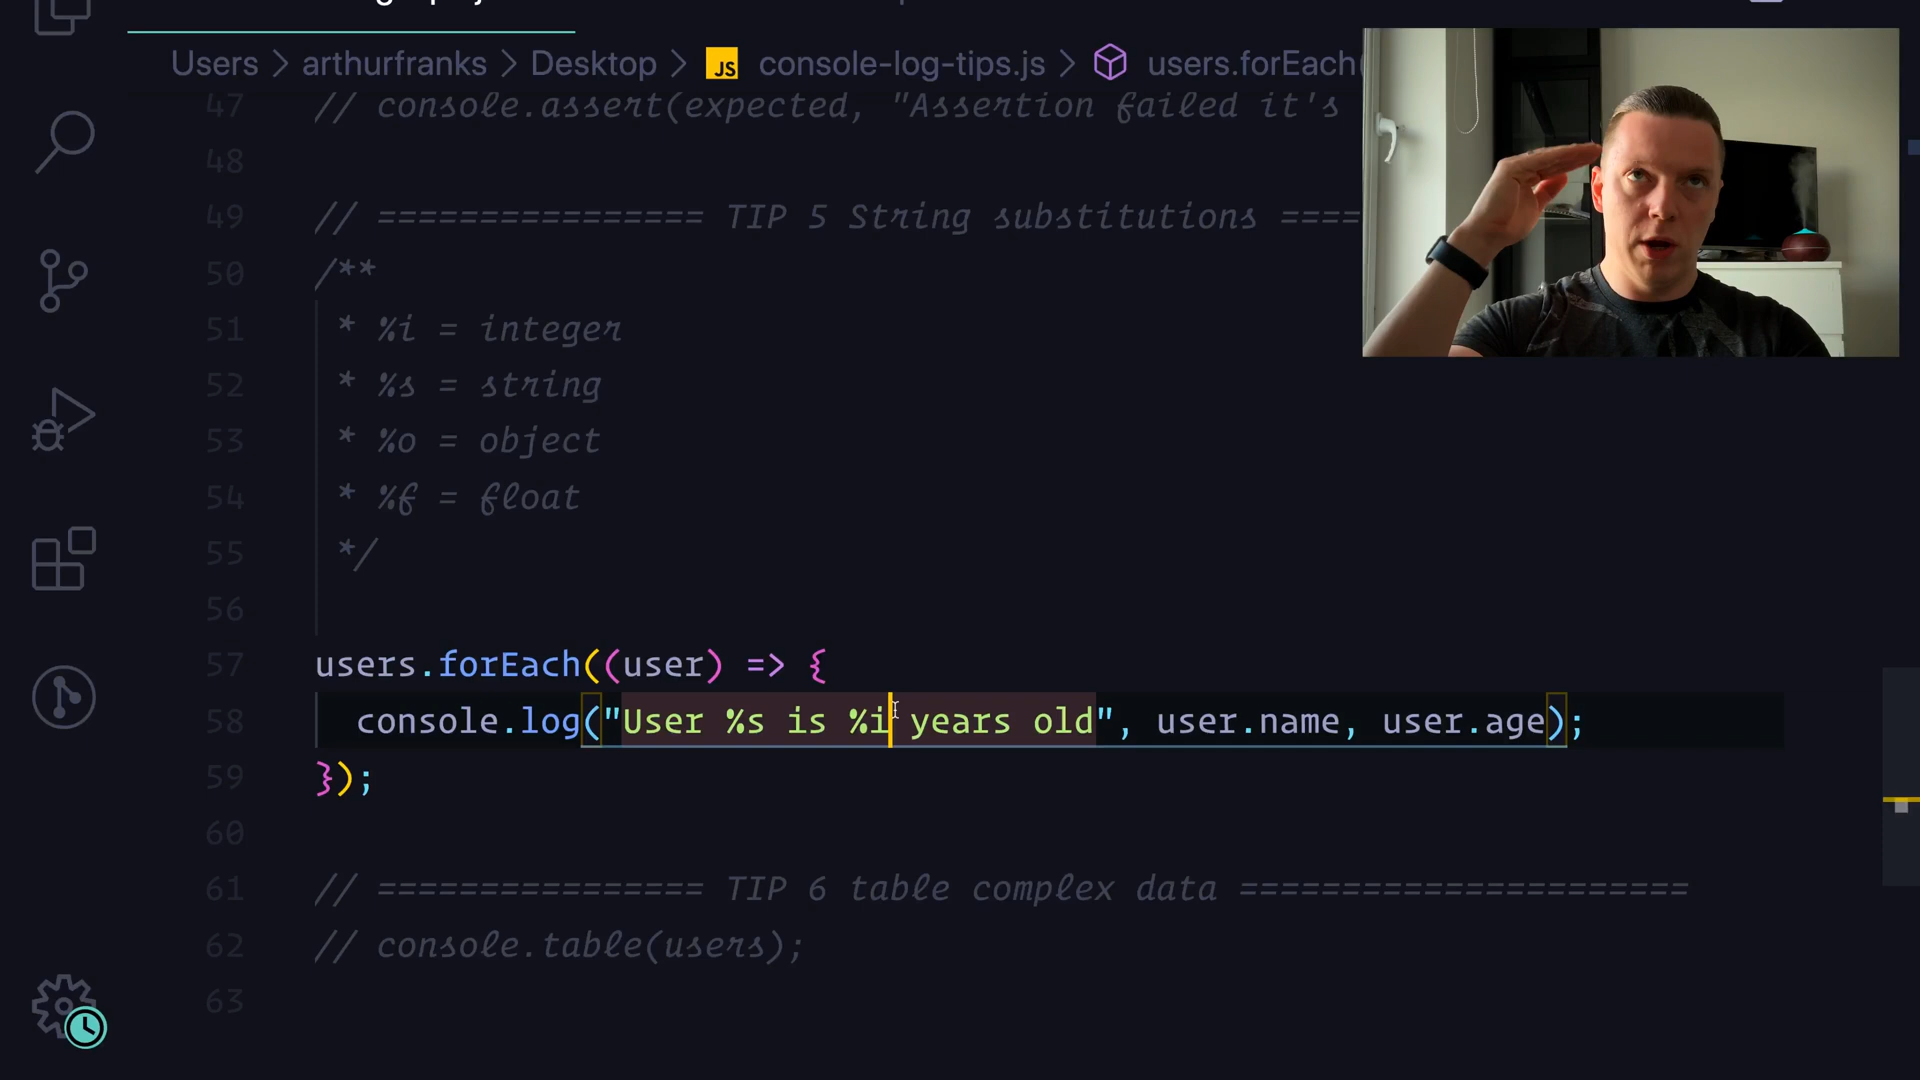 Users > arthurfranks > Desktop > JS console-log-tips.js > users.forEach(
47 // console.assert(expected, "Assertion failed it's
48
49 // ================ TIP 5 String substitutions ====
50 /**
51 * %i = integer
52 * %s = string
53 * %o = object
54 * %f = float
55 */
56
57 users.forEach((user) => {
58 console.log("User %s is %i years old", user.name, user.age);
59 });
60
61 // ================ TIP 6 table complex data ======================
62 // console.table(users);
63